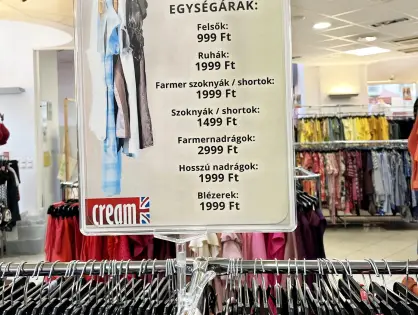 EGYSÉGÁRAK:
Felsők:
999 Ft
Ruhák:
1999 Ft
Farmer szoknyák / shortok:
1999 Ft
Szoknyák / shortok:
1499 Ft
Farmernadrágok:
2999 Ft
Hosszú nadrágok:
1999 Ft
Blézerek:
1999 Ft
cream